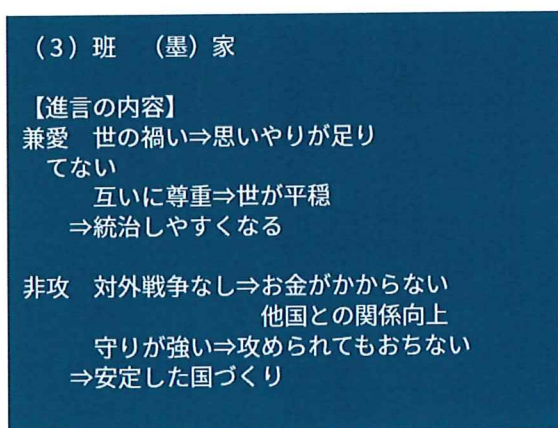 （3）班　（墨）家
【進言の内容】
兼愛　世の禍い⇒思いやりが足り
てない
互いに尊重⇒世が平穏
⇒統治しやすくなる
非攻　対外戦争なし⇒お金がかからない
他国との関係向上
守りが強い⇒攻められてもおちない
⇒安定した国づくり